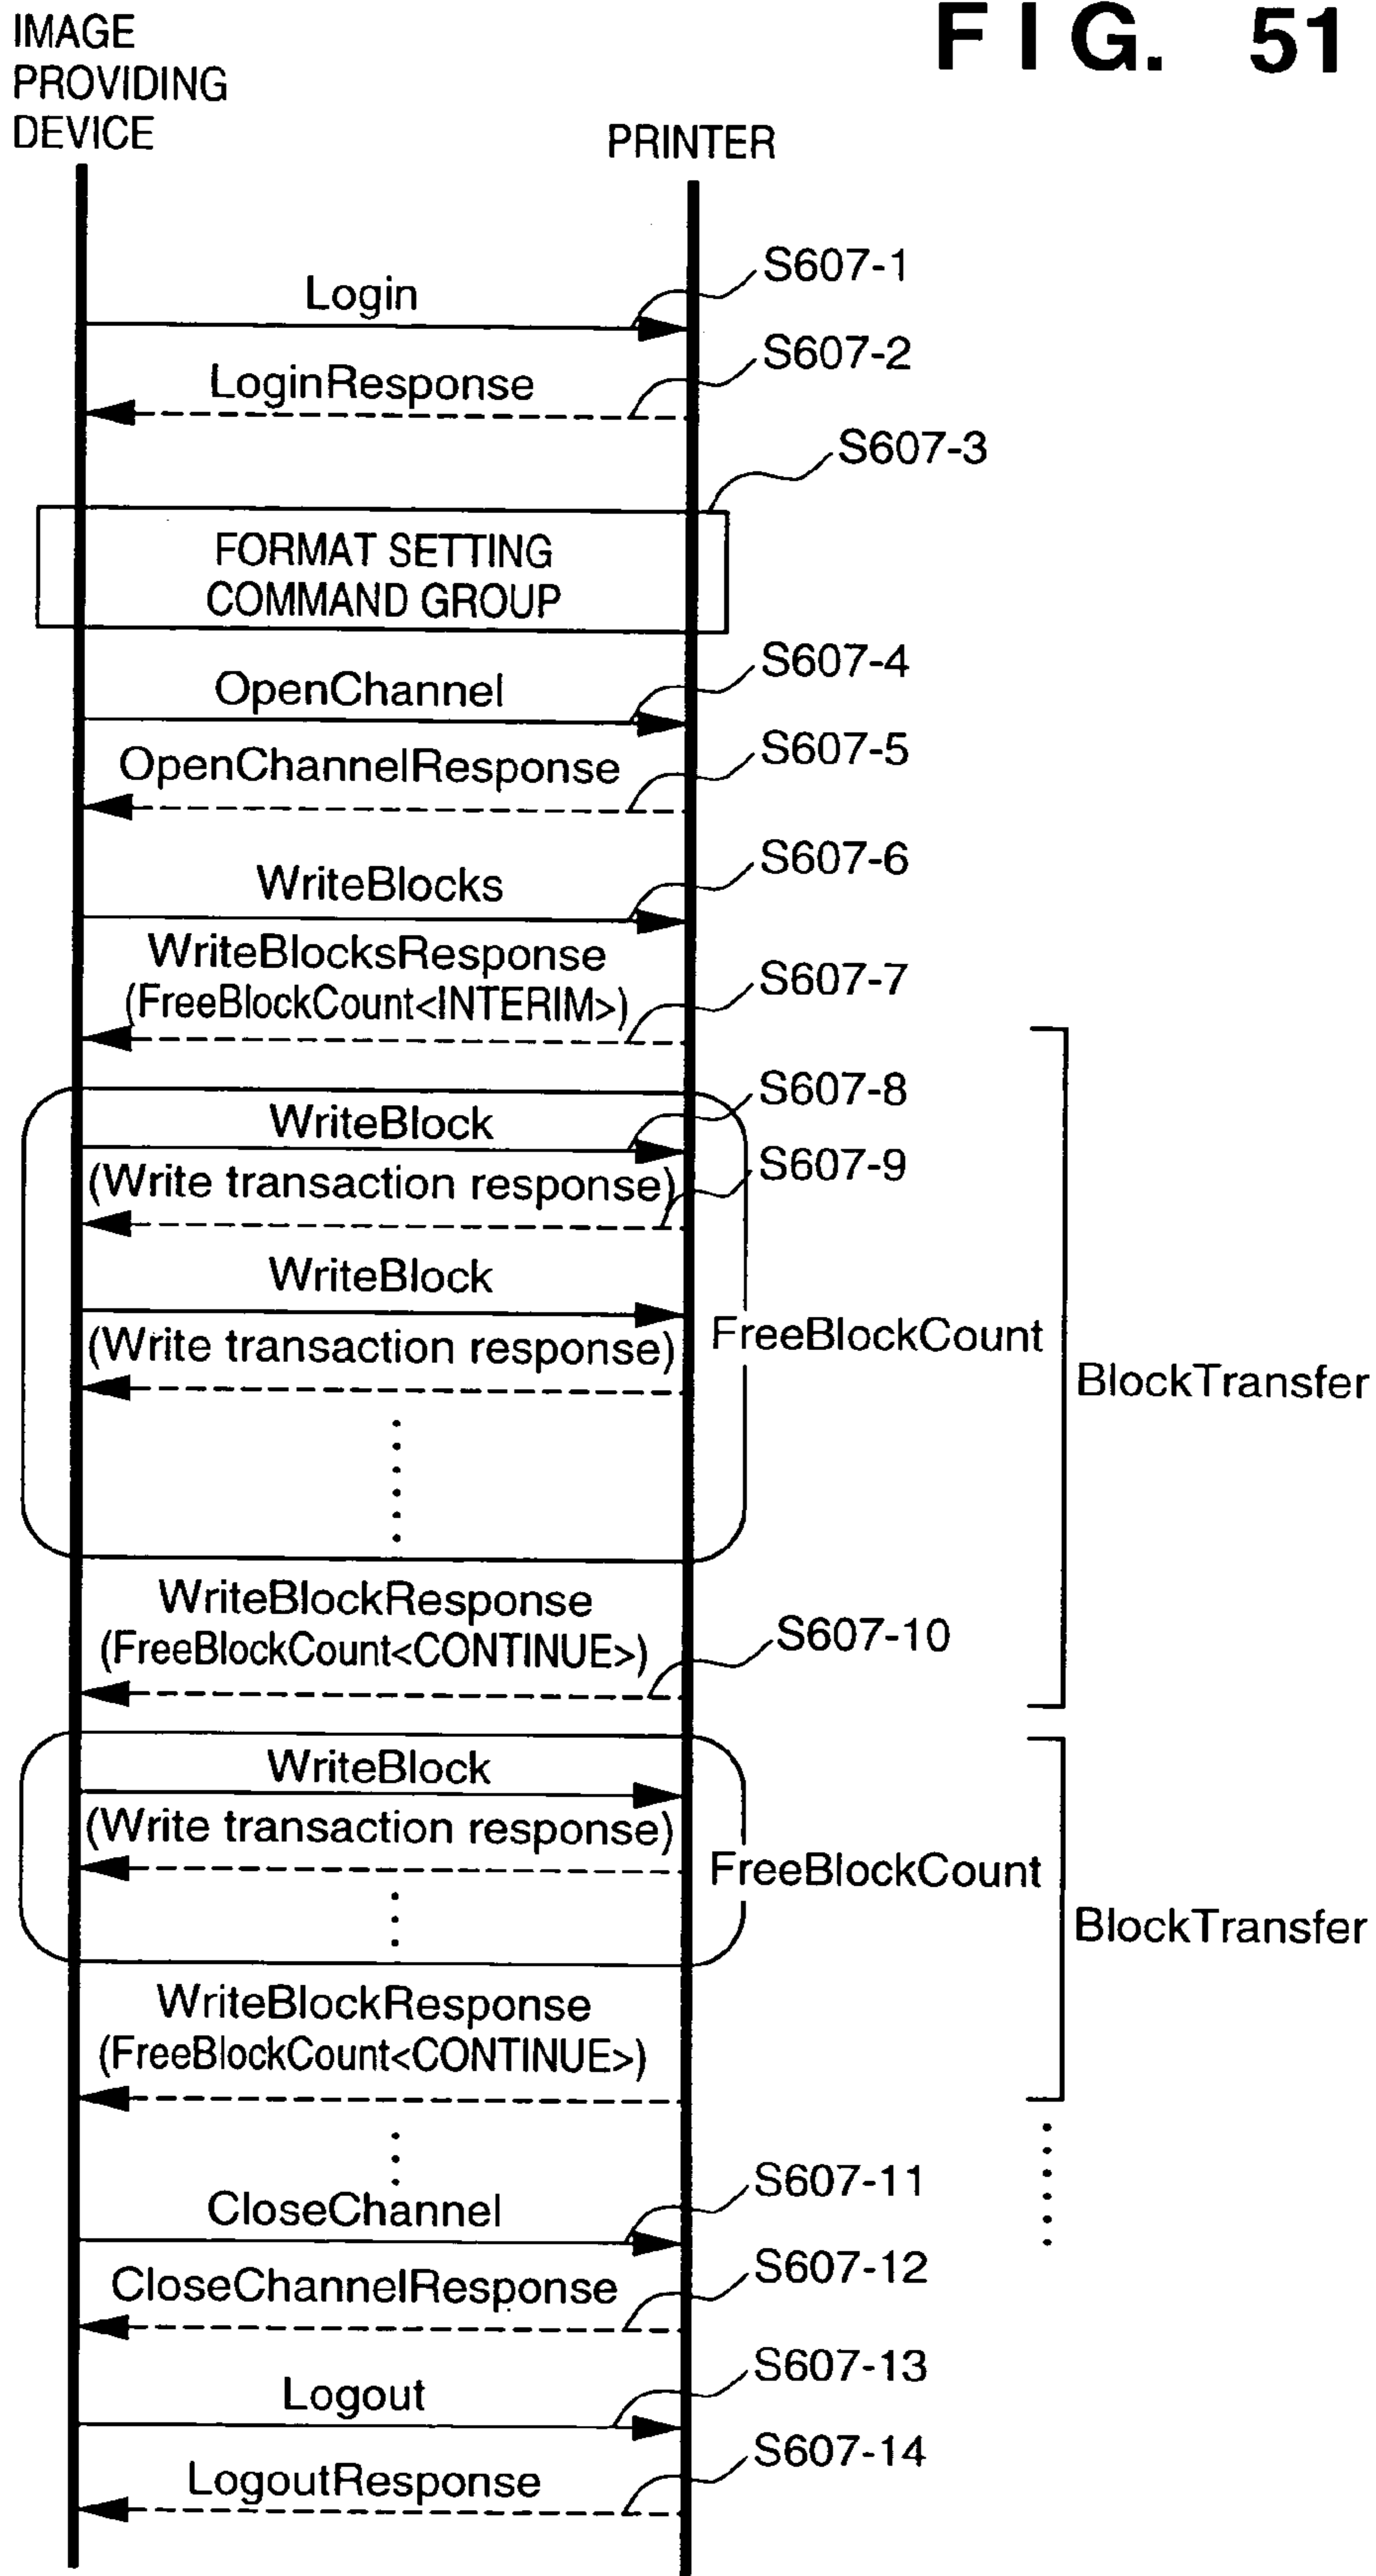 FIG. 51
IMAGE
PROVIDING
DEVICE
PRINTER
S607-1
Login
S607-2
LoginResponse
S607-3
FORMAT SETTING
COMMAND GROUP
S607-4
OpenChannel
S607-5
OpenChannelResponse
S607-6
WriteBlocks
WriteBlocksResponse
S607-7
(FreeBlockCount<INTERIM>)
S607-8
WriteBlock
S607-9
(Write transaction response)
WriteBlock
FreeBlockCount
(Write transaction response)
BlockTransfer
WriteBlockResponse
S607-10
(FreeBlockCount<CONTINUE>)
WriteBlock
(Write transaction response)
FreeBlockCount
BlockTransfer
WriteBlockResponse
(FreeBlockCount<CONTINUE>)
S607-11
CloseChannel
S607-12
CloseChannelResponse
S607-13
Logout
S607-14
LogoutResponse